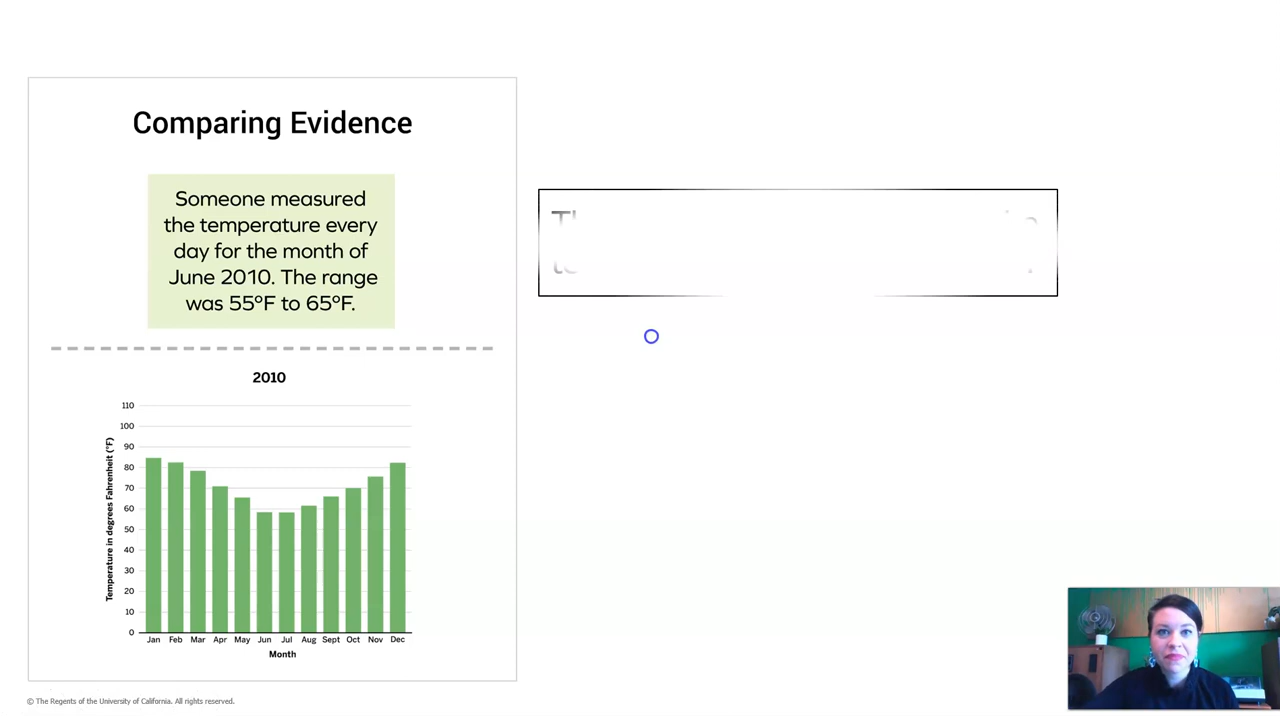 Comparing Evidence
Someone measured
the temperature every
day for the month of
June 2010. The range
was 55°F to 65°F.
2010
Temperature in degrees Fahrenheit (°F)
110
100
90
80
70
60
50
40
30
20
10
0
Jan Feb Mar Apr May Jun Jul Aug Sept Oct Nov Dec
Month
© The Regents of the University of California. All rights reserved.